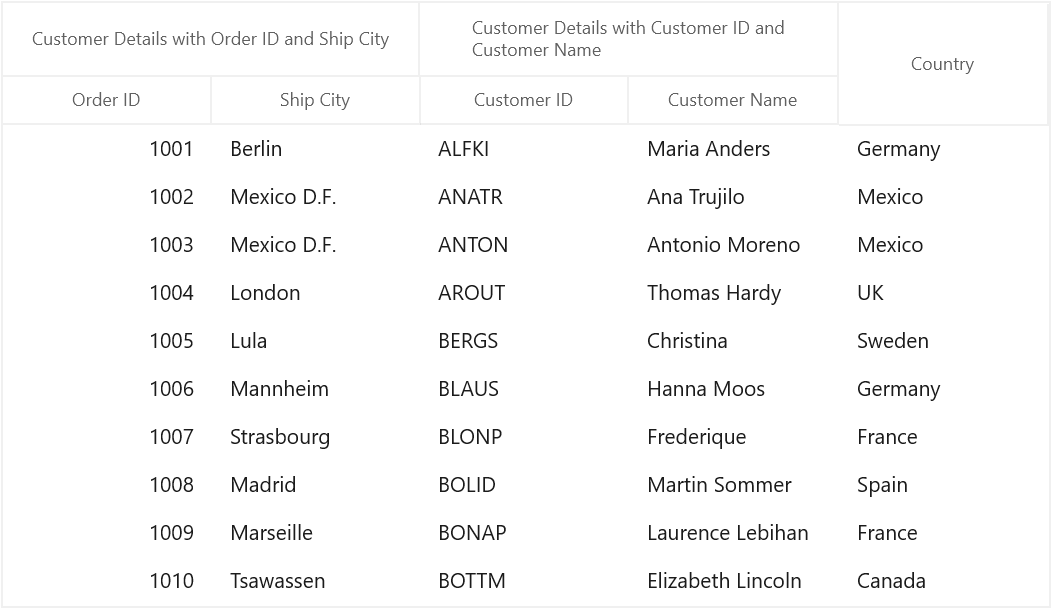 Customer Details with Order ID and Ship City
Customer Details with Customer ID and
Customer Name
Country
Order ID Ship City Customer ID Customer Name
1001 Berlin ALFKI Maria Anders Germany
1002 Mexico D.F. ANATR Ana Trujilo Mexico
1003 Mexico D.F. ANTON Antonio Moreno Mexico
1004 London AROUT Thomas Hardy UK
1005 Lula BERGS Christina Sweden
1006 Mannheim BLAUS Hanna Moos Germany
1007 Strasbourg BLONP Frederique France
1008 Madrid BOLID Martin Sommer Spain
1009 Marseille BONAP Laurence Lebihan France
1010 Tsawassen BOTTM Elizabeth Lincoln Canada